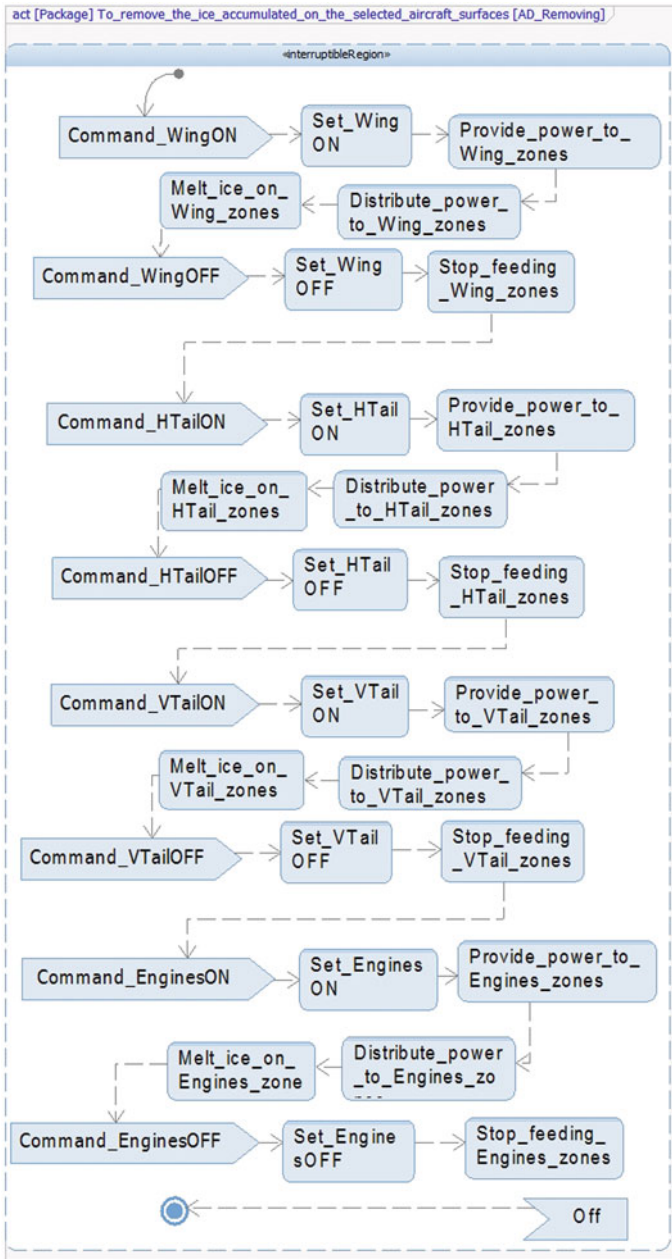 act [Package] To_remove_the_ice_accumulated_on_the_selected_aircraft_surfaces [AD_Removing]
«interruptibleRegion»
Command_WingON
Set_Wing
ON
Provide_power_to_
Wing_zones
Melt_ice_on_
Wing_zones
Distribute_power_
to_Wing_zones
Command_WingOFF
Set_Wing
OFF
Stop_feeding
_Wing_zones
Command_HTailON
Set_HTail
ON
Provide_power_to_
HTail_zones
Melt_ice_on_
HTail_zones
Distribute_power
_to_HTail_zones
Command_HTailOFF
Set_HTail
OFF
Stop_feeding
_HTail_zones
Command_VTailON
Set_VTail
ON
Provide_power_
to_VTail_zones
Melt_ice_on_
VTail_zones
Distribute_power_
to_VTail_zones
Command_VTailOFF
Set_VTail
OFF
Stop_feeding
_VTail_zones
Command_EnginesON
Set_Engines
ON
Provide_power_to_
Engines_zones
Melt_ice_on_
Engines_zone
Distribute_power
_to_Engines_zo
Command_EnginesOFF
Set_Engine
sOFF
Stop_feeding_
Engines_zones
Off